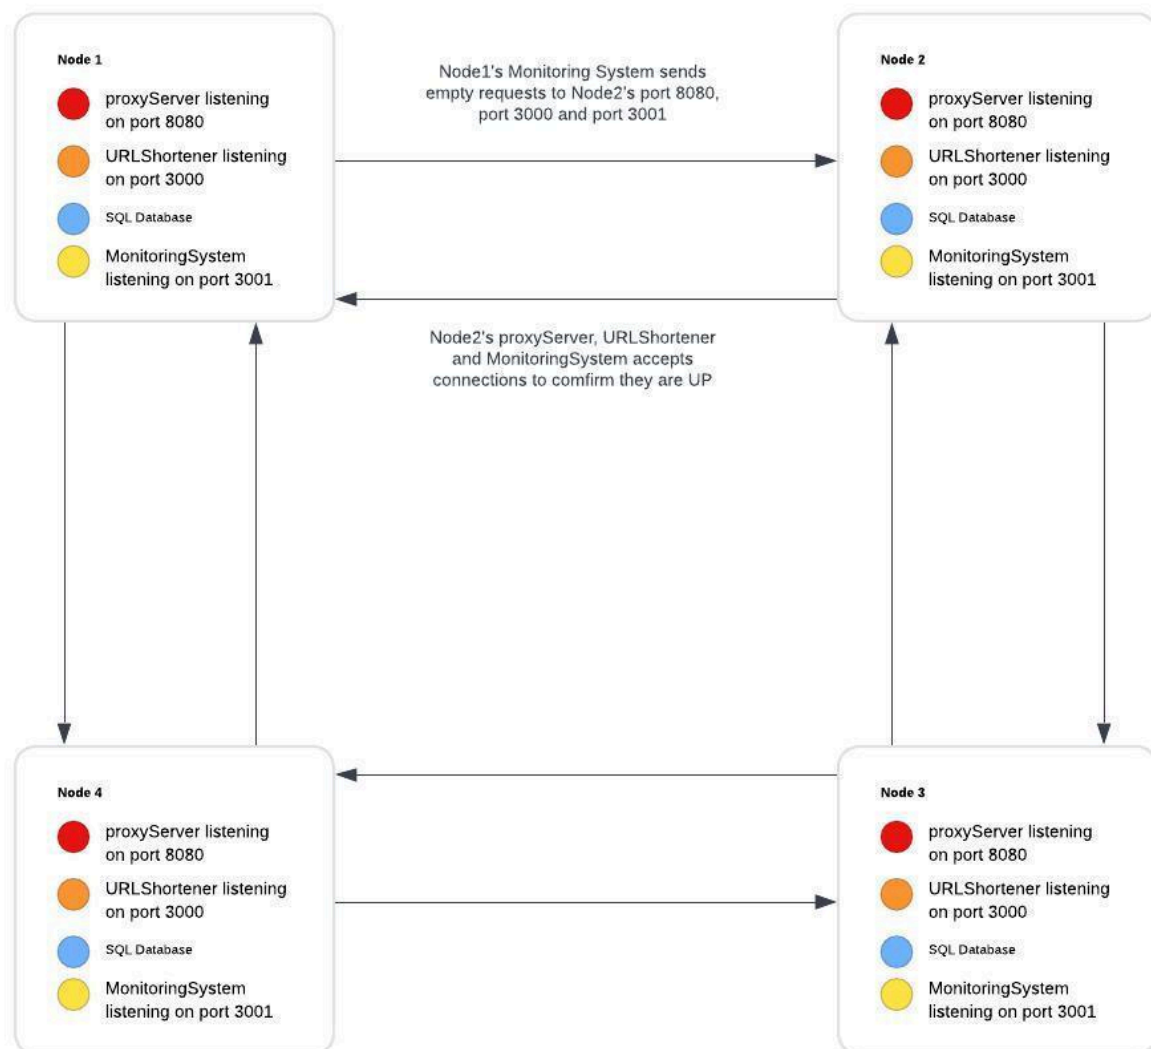 Node 1
proxyServer listening
on port 8080
URLShortener listening
on port 3000
SQL Database
MonitoringSystem
listening on port 3001
Node1's Monitoring System sends
empty requests to Node2's port 8080,
port 3000 and port 3001
Node 2
proxyServer listening
on port 8080
URLShortener listening
on port 3000
SQL Database
MonitoringSystem
listening on port 3001
Node2's proxyServer, URLShortener
and MonitoringSystem accepts
connections to comfirm they are UP
Node 4
proxyServer listening
on port 8080
URLShortener listening
on port 3000
SQL Database
MonitoringSystem
listening on port 3001
Node 3
proxyServer listening
on port 8080
URLShortener listening
on port 3000
SQL Database
MonitoringSystem
listening on port 3001